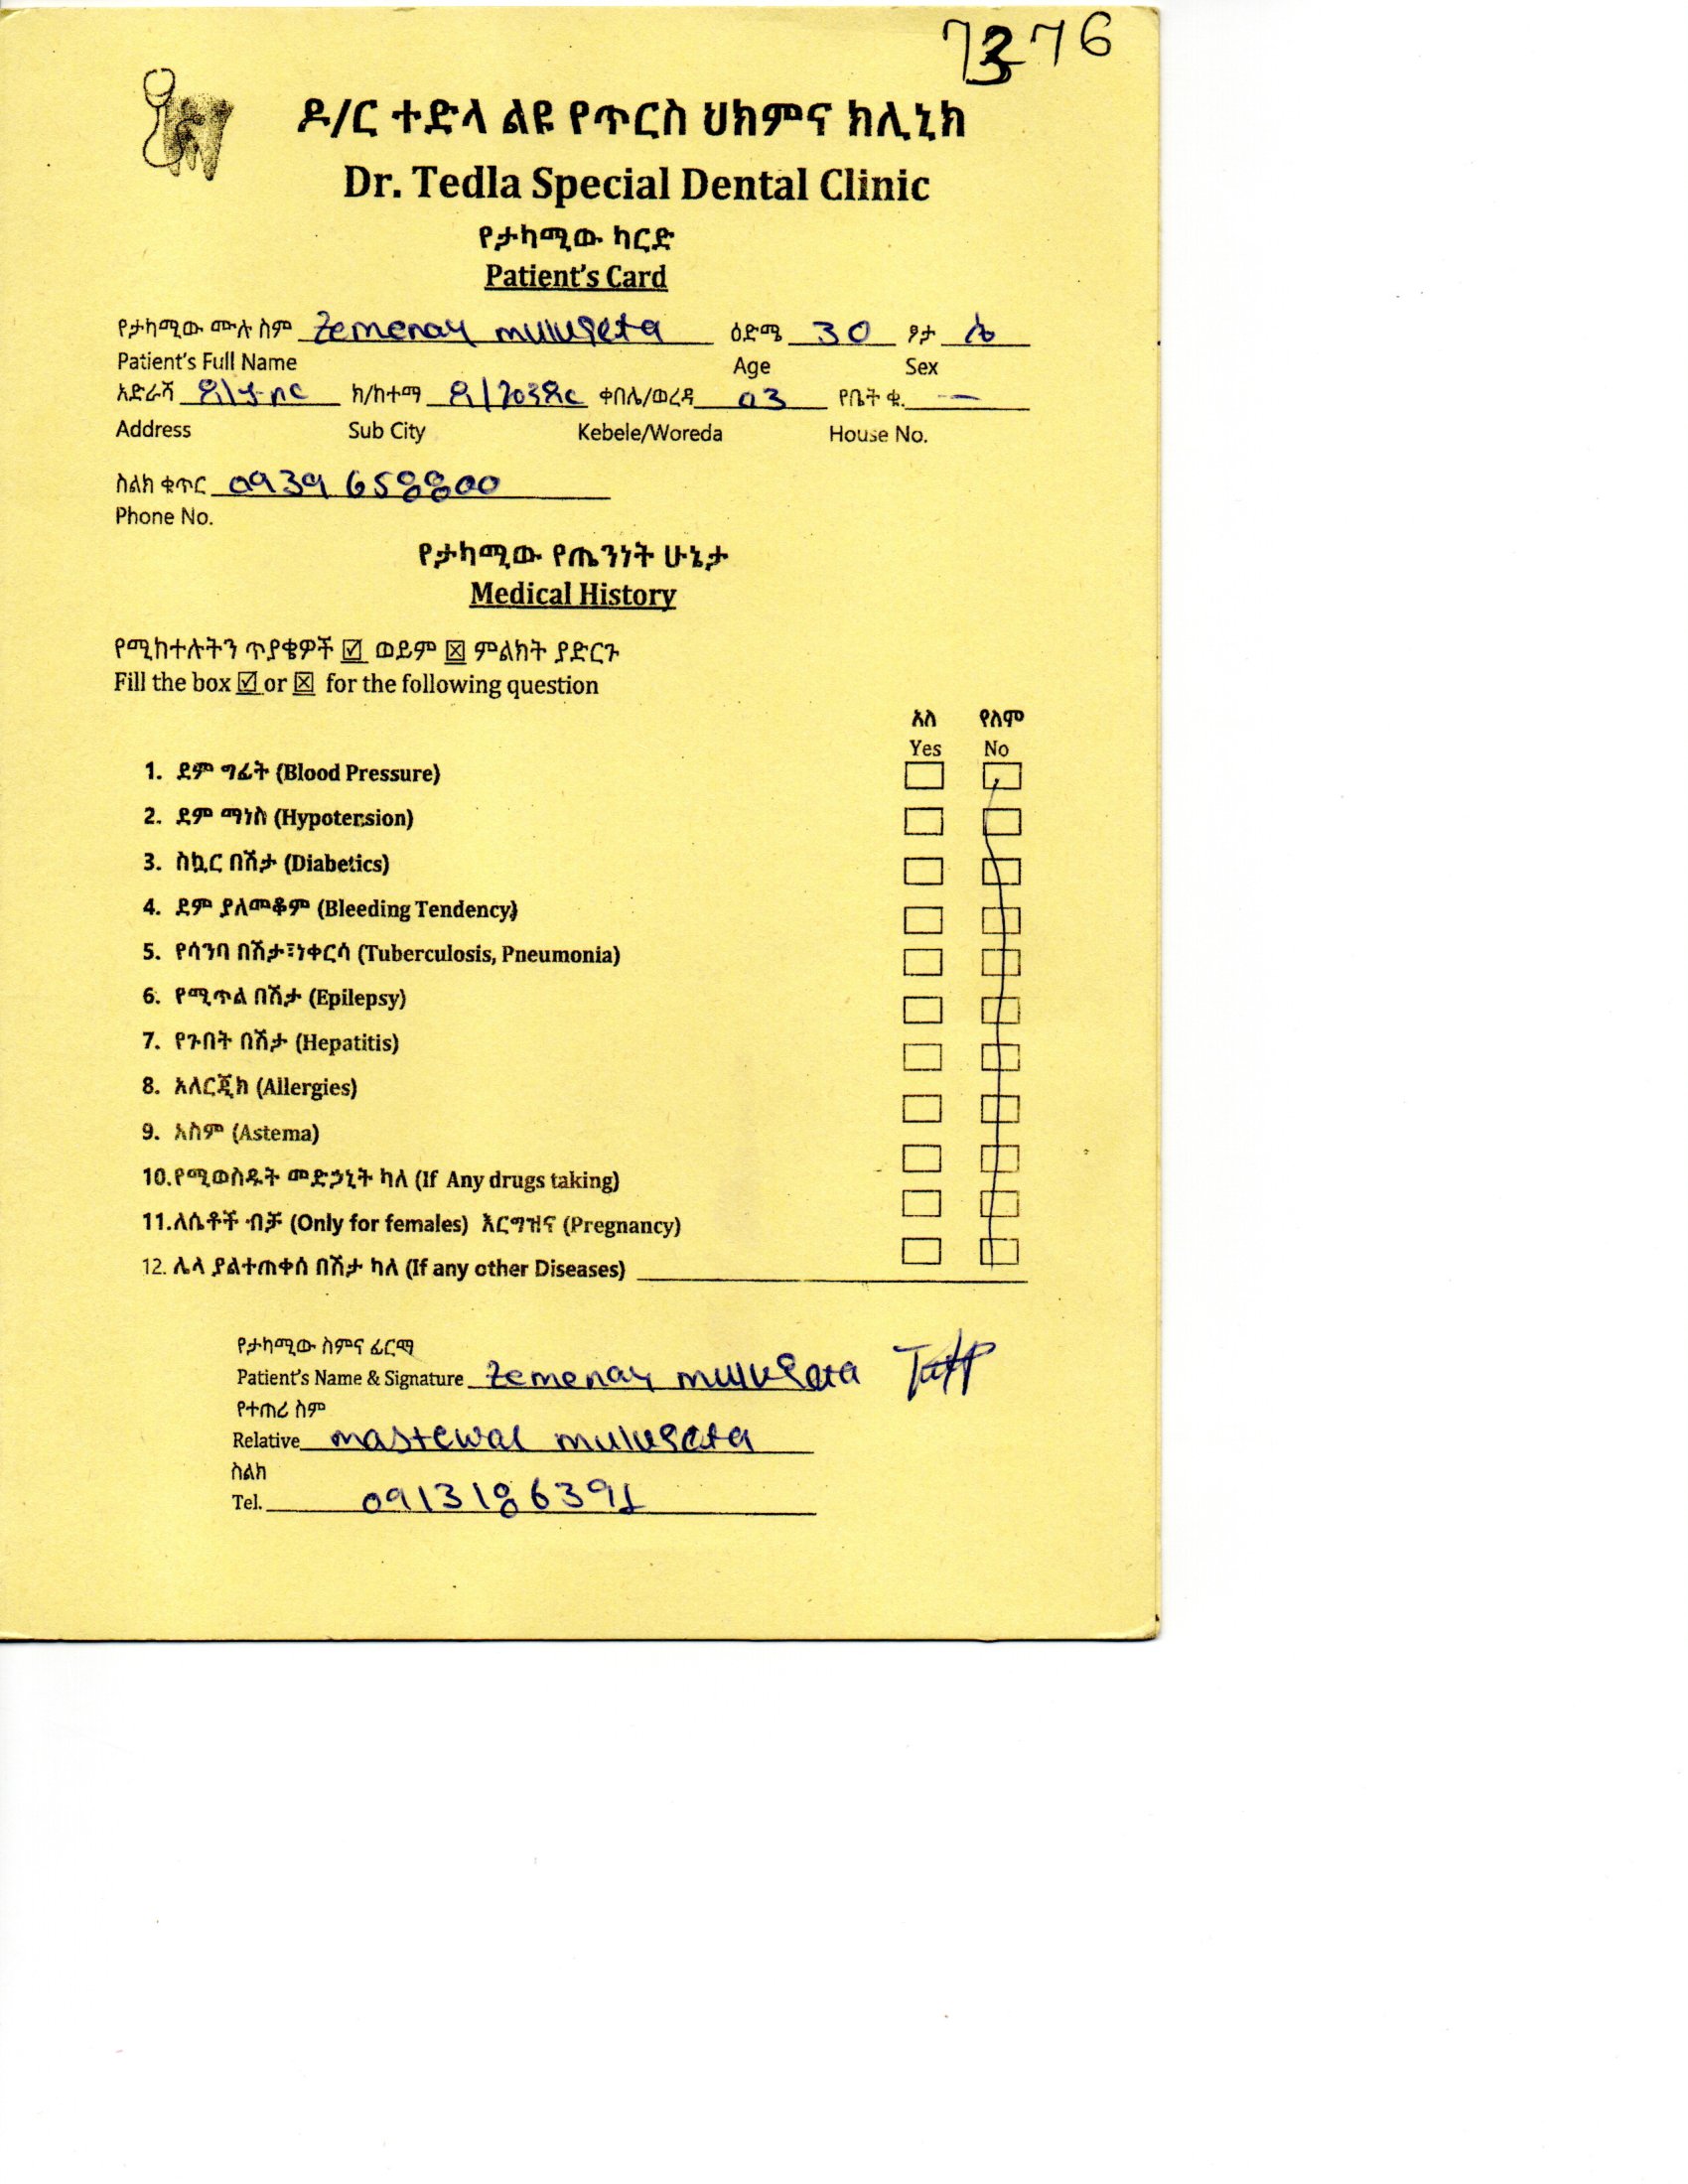 7376
ዶ/ር ተድላ ልዩ የጥርስ ህክምና ክሊኒክ
Dr. Tedla Special Dental Clinic
የታካሚው ካርድ
Patient's Card
የታካሚው ሙሉ ስም Zemenay mulugeta ዕድሜ 30 ፆታ ሴ
Patient's Full Name Age Sex
አድራሻ ደ/ታቦር ክ/ከተማ ቀበሌ/ወረዳ 03 የቤት ቁ. —
Address Sub City Kebele/Woreda House No.
ስልክ ቁጥር 0939 658800
Phone No.
የታካሚው የጤንነት ሁኔታ
Medical History
የሚከተሉትን ጥያቄዎች ☑ ወይም ☒ ምልክት ያድርጉ
Fill the box ☑ or ☒ for the following question
አለ የለም
Yes No
1. ደም ግፊት (Blood Pressure)
2. ደም ማነስ (Hypotension)
3. ስኳር በሽታ (Diabetics)
4. ደም ያለመቆም (Bleeding Tendency)
5. የሳንባ በሽታ፣ነቀርሳ (Tuberculosis, Pneumonia)
6. የሚጥል በሽታ (Epilepsy)
7. የጉበት በሽታ (Hepatitis)
8. አለርጂክ (Allergies)
9. አስም (Astema)
10.የሚወስዱት መድኃኒት ካለ (If Any drugs taking)
11.ለሴቶች ብቻ (Only for females) እርግዝና (Pregnancy)
12. ሌላ ያልተጠቀሰ በሽታ ካለ (If any other Diseases)
የታካሚው ስምና ፊርማ
Patient's Name & Signature Zemenay mulugeta
የተጠሪ ስም
Relative mastewal mulugeta
ስልክ
Tel. 0913186391